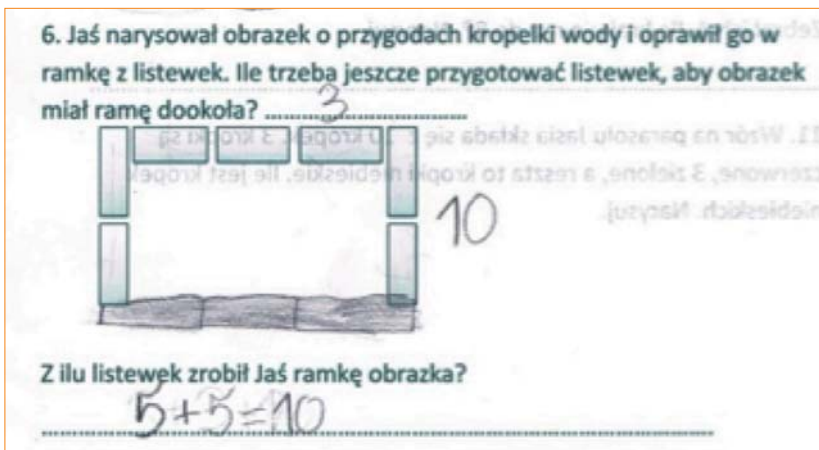 6. Jaś narysował obrazek o przygodach kropelki wody i oprawił go w
ramkę z listewek. Ile trzeba jeszcze przygotować listewek, aby obrazek
miał ramę dookoła? ....................................
3
10
Z ilu listewek zrobił Jaś ramkę obrazka?
5+5=10